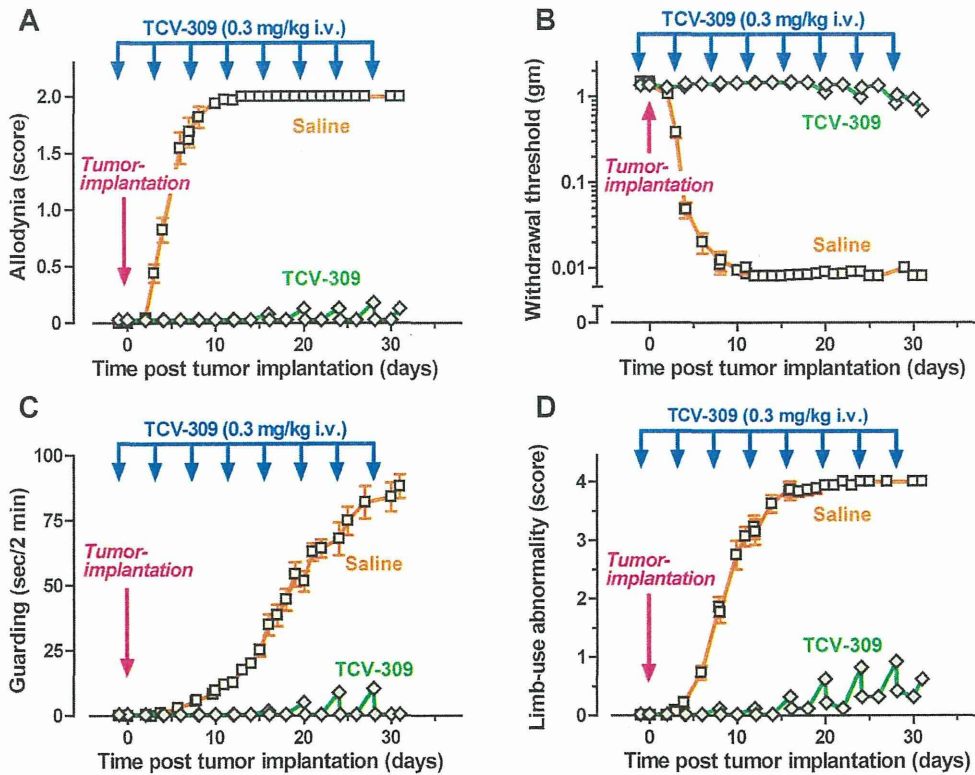 A
TCV-309 (0.3 mg/kg i.v.)
2.0
1.5
1.0
0.5
0
Allodynia (score)
Tumor-
implantation
Saline
TCV-309
0
10
20
30
Time post tumor implantation (days)
B
TCV-309 (0.3 mg/kg i.v.)
1
0.1
0.01
0
Withdrawal threshold (gm)
TCV-309
Tumor-
implantation
Saline
0
10
20
30
Time post tumor implantation (days)
C
TCV-309 (0.3 mg/kg i.v.)
100
75
50
25
0
Guarding (sec/2 min)
Tumor-
implantation
Saline
TCV-309
0
10
20
30
Time post tumor implantation (days)
D
TCV-309 (0.3 mg/kg i.v.)
4
3
2
1
0
Limb-use abnormality (score)
Saline
Tumor-
implantation
TCV-309
0
10
20
30
Time post tumor implantation (days)